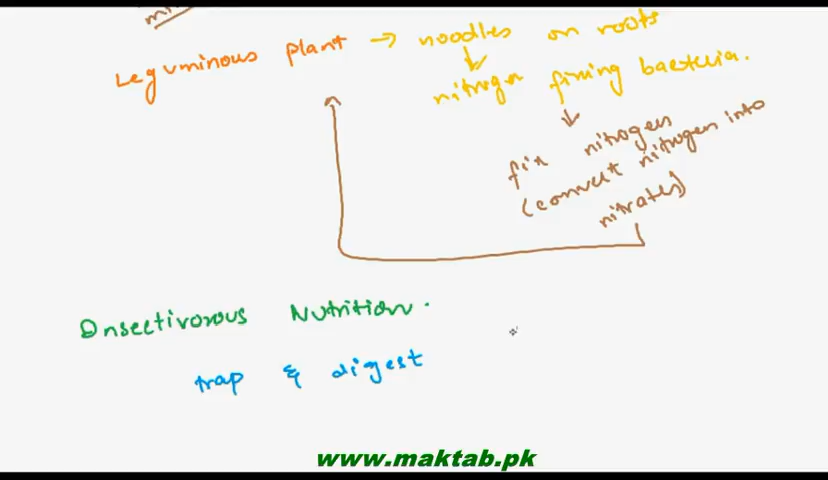 Leguminous plant → noodles on roots
nitrogen fixing bacteria.
fix nitrogen
(convert nitrogen into
nitrates)
Insectivorous Nutrition.
trap & digest
www.maktab.pk